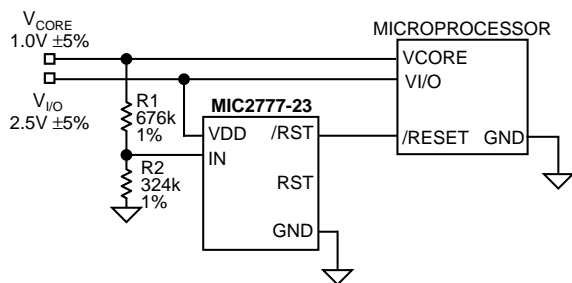 V_CORE
1.0V ±5%
MICROPROCESSOR
VCORE
VI/O
V_I/O
2.5V ±5%
R1
676k
1%
MIC2777-23
VDD
/RST
/RESET
GND
IN
R2
324k
1%
RST
GND